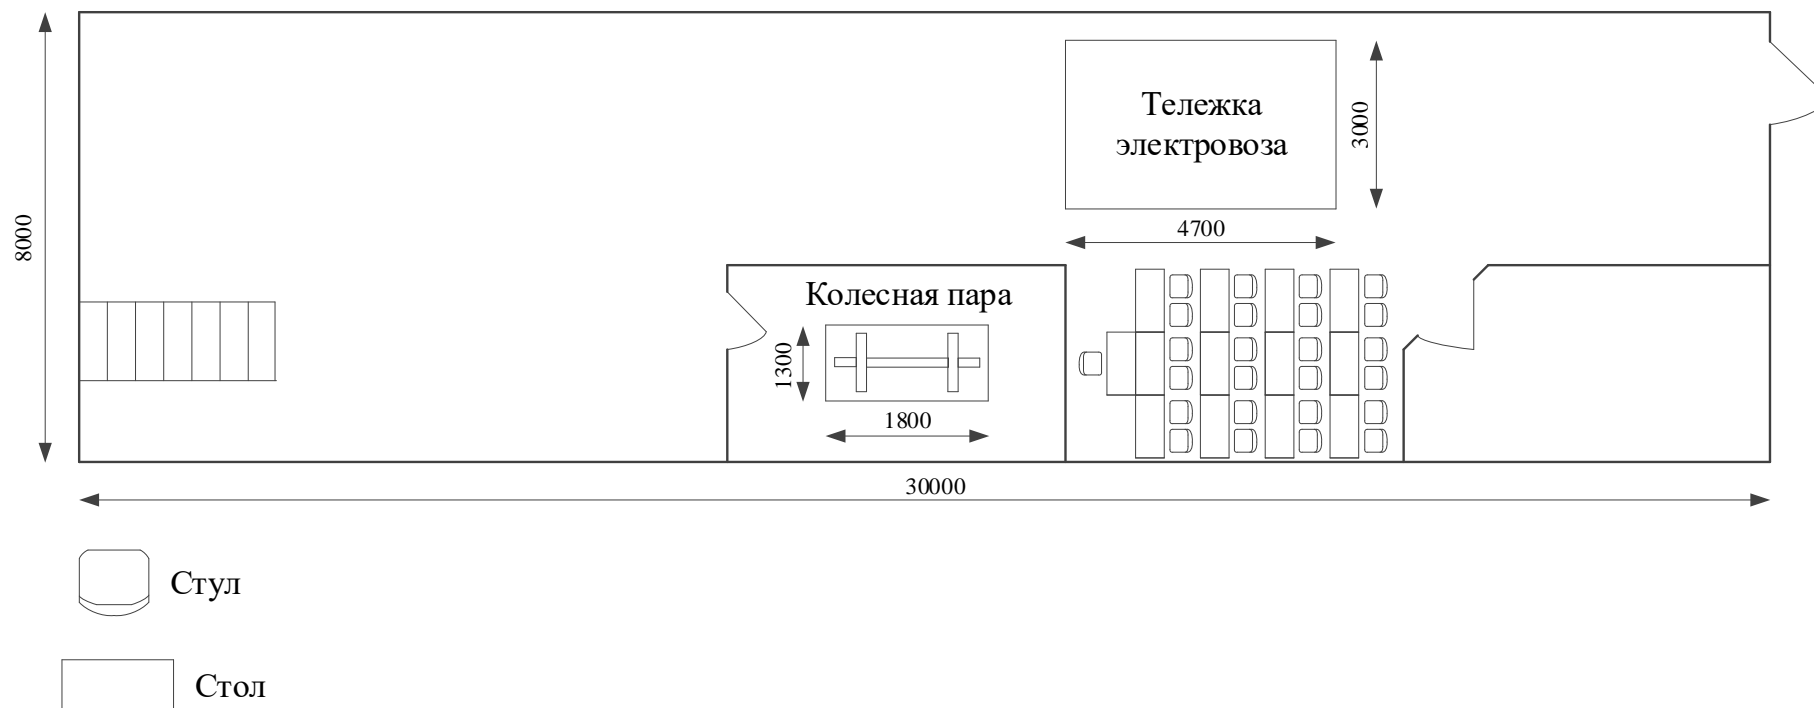 Тележка
электровоза
3000
8000
4700
Колесная пара
1300
1800
30000
Стул
Стол